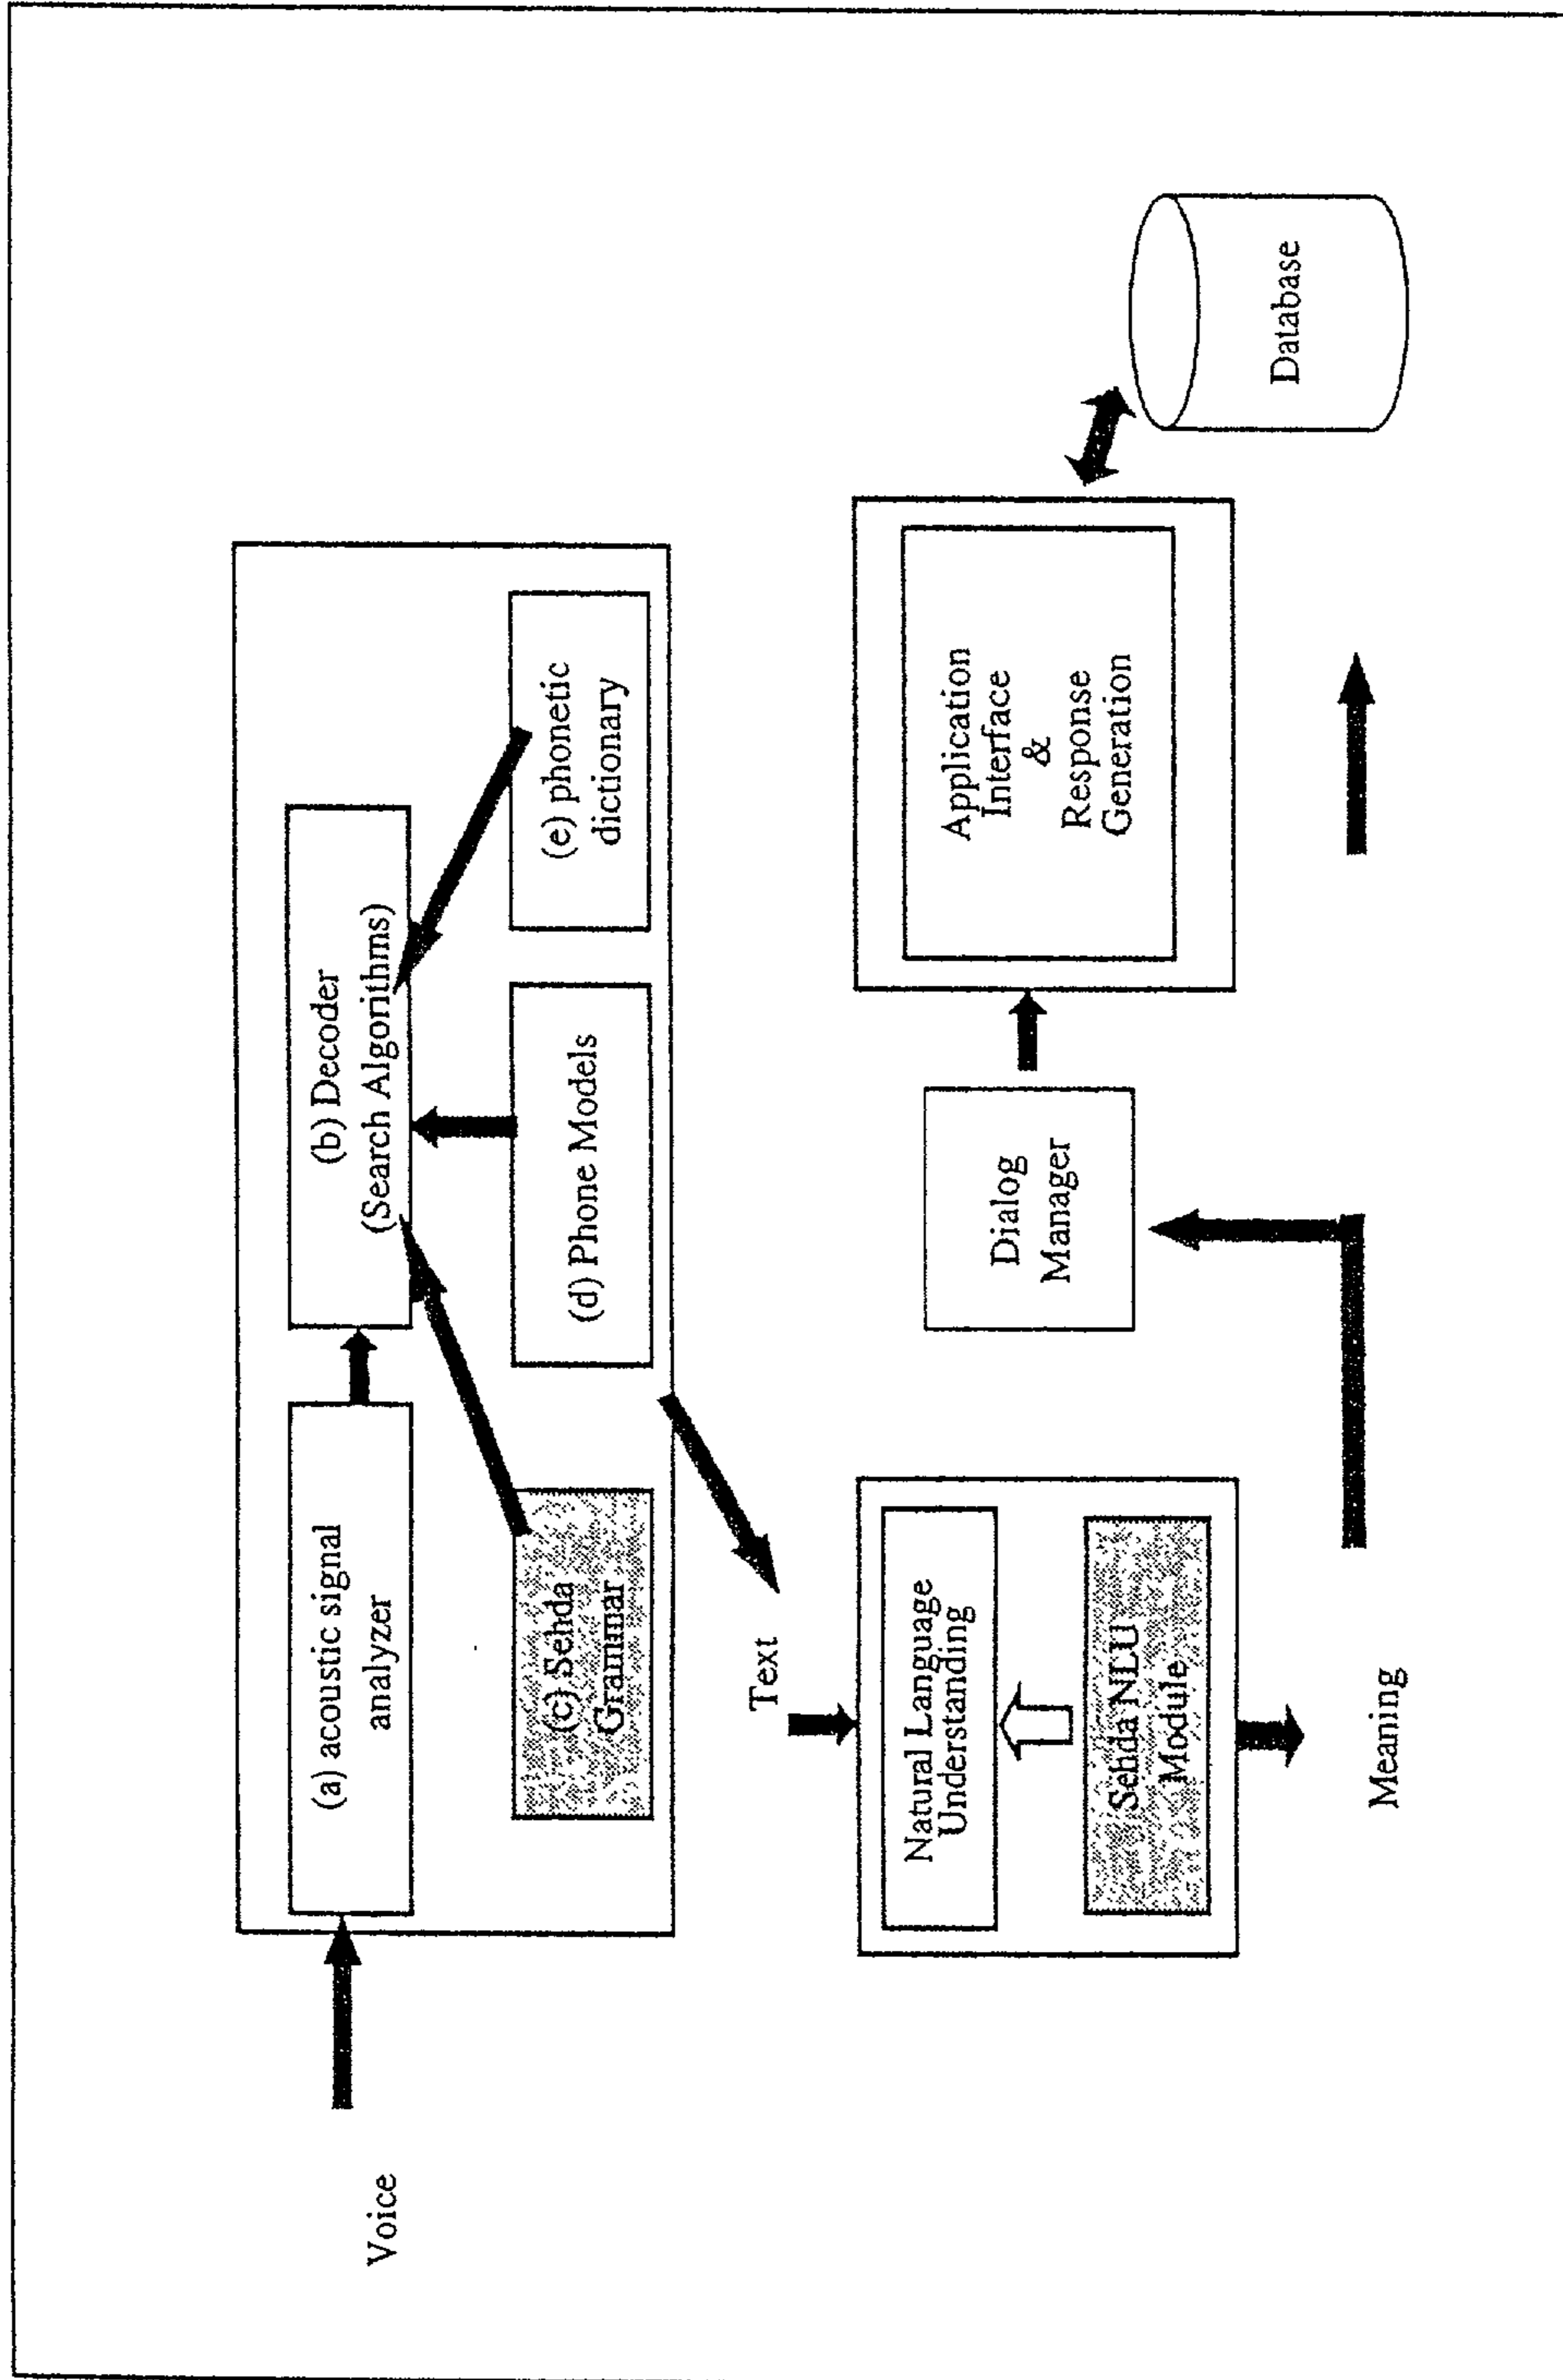 Voice
(a) acoustic signal
analyzer
(b) Decoder
(Search Algorithms)
(c) Sehda
Grammar
(d) Phone Models
(e) phonetic
dictionary
Text
Natural Language
Understanding
Sehda NLU
Module
Meaning
Dialog
Manager
Application
Interface
&
Response
Generation
Database